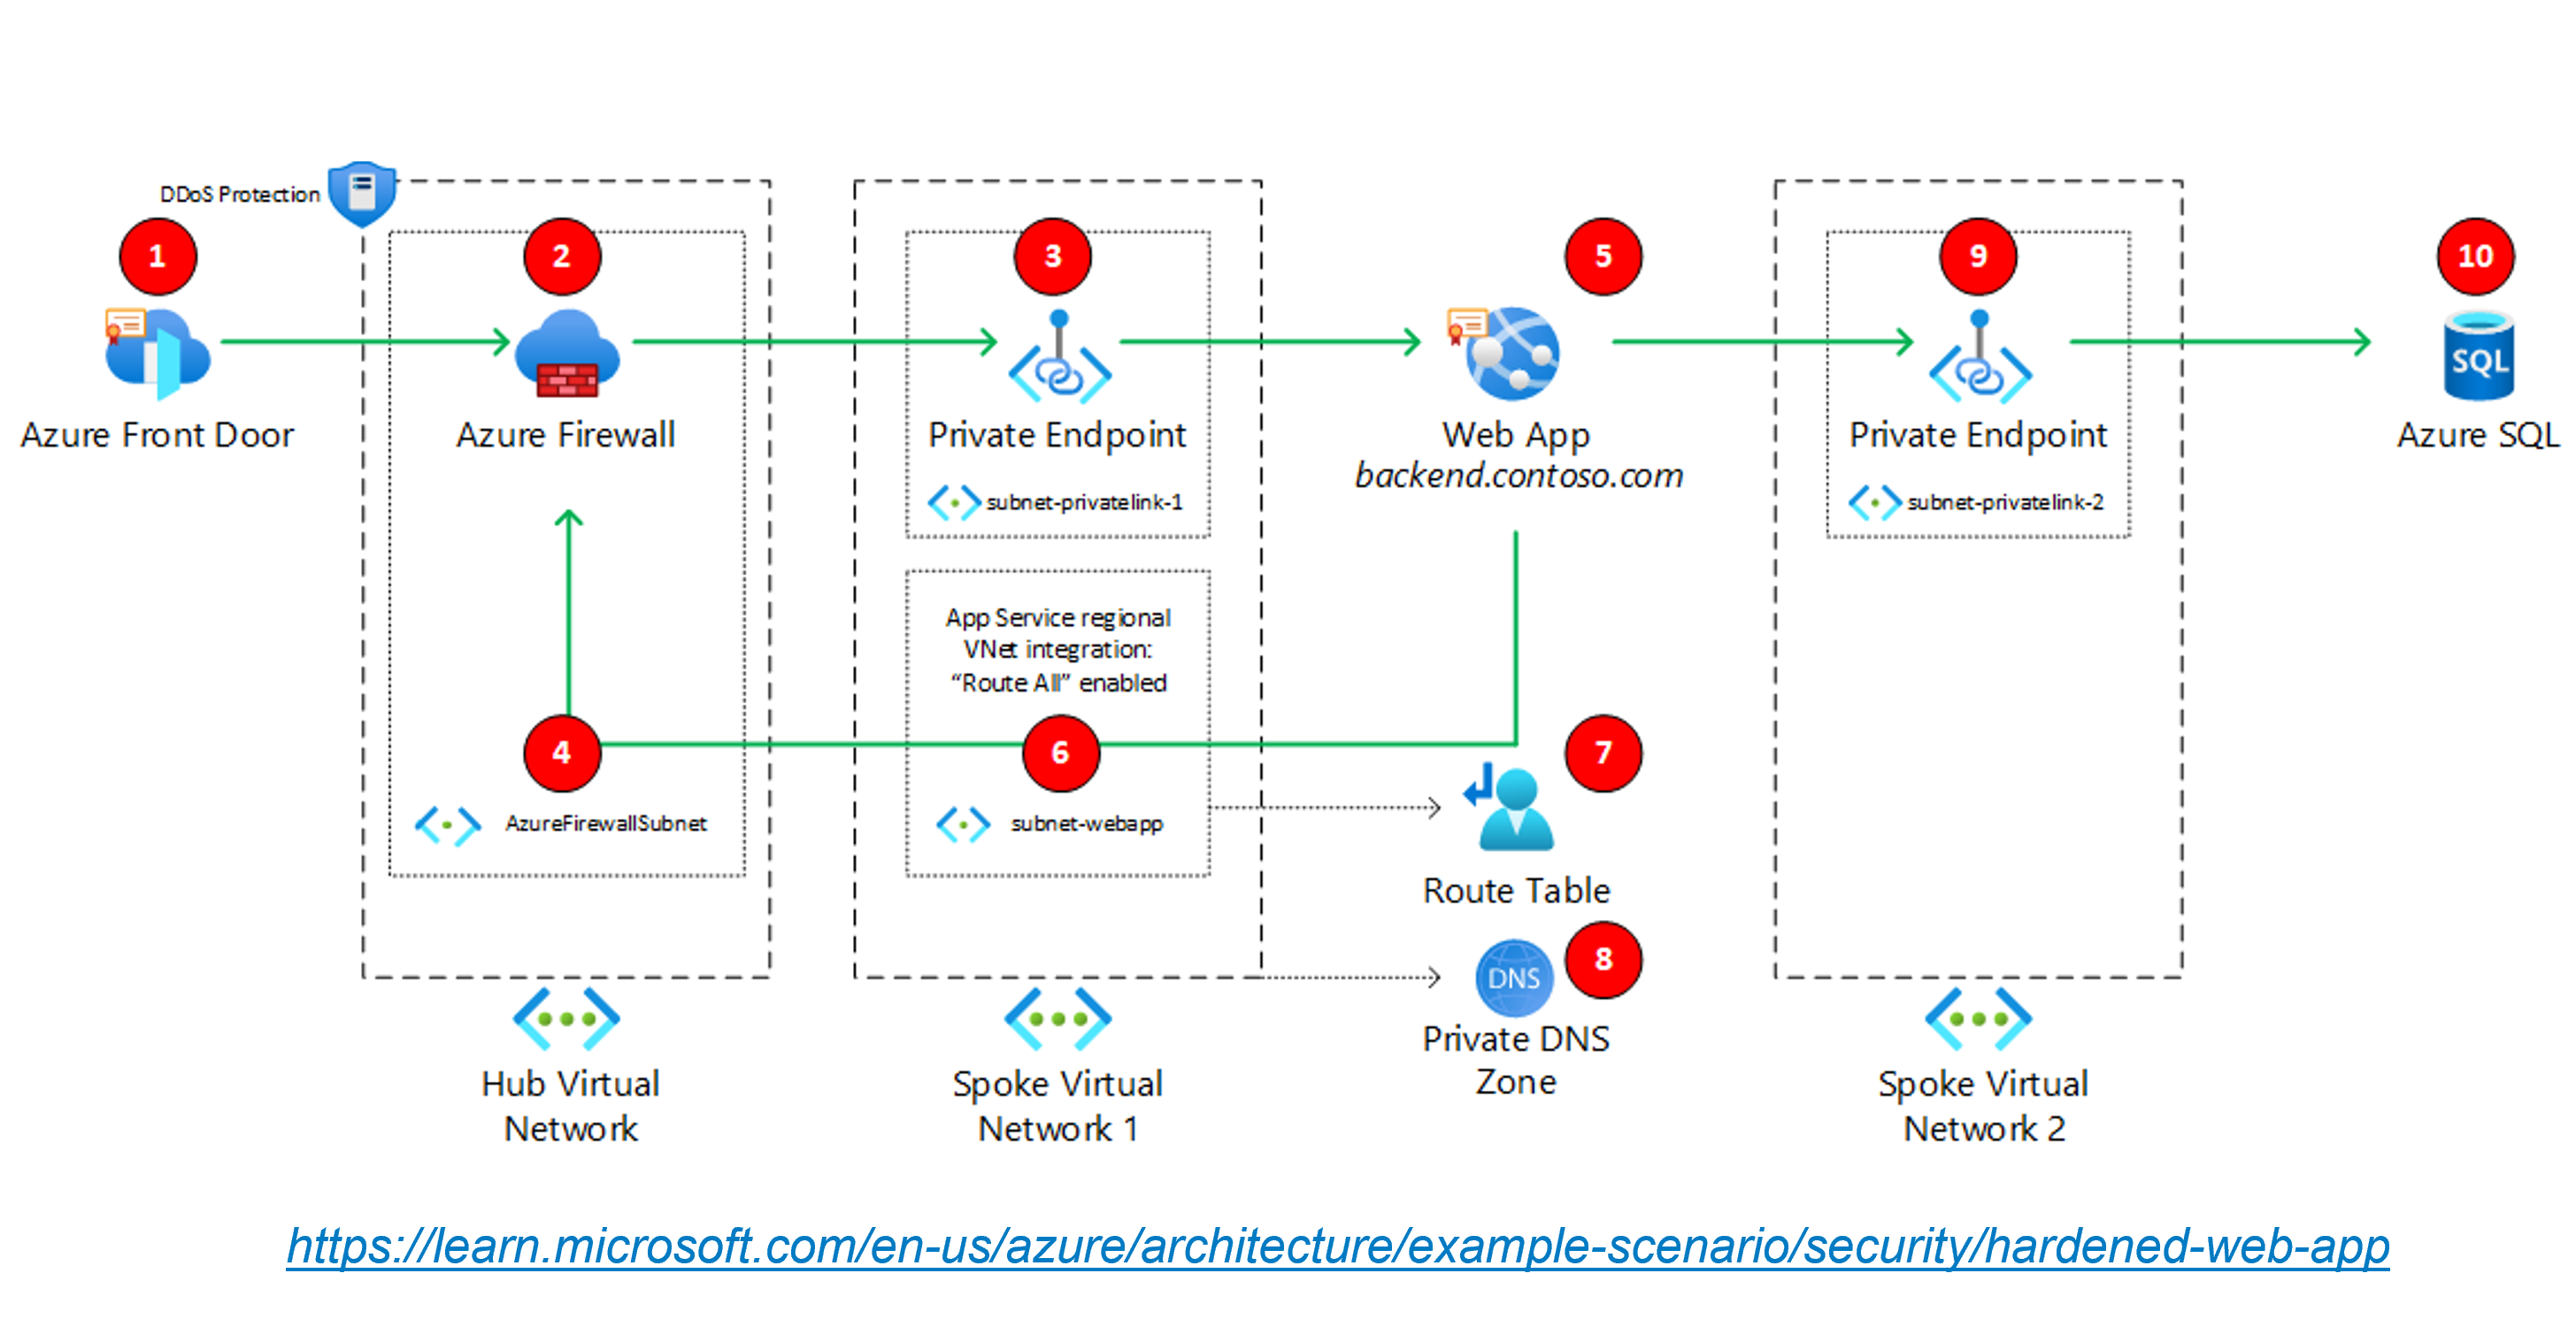 DDoS Protection
1
2
3
5
9
10
Azure Front Door
Azure Firewall
Private Endpoint
Web App
backend.contoso.com
Private Endpoint
SQL
Azure SQL
subnet-privatelink-1
subnet-privatelink-2
App Service regional
VNet integration:
“Route All” enabled
4
6
7
AzureFirewallSubnet
subnet-webapp
Route Table
8
DNS
Private DNS
Zone
Hub Virtual
Network
Spoke Virtual
Network 1
Spoke Virtual
Network 2
https://learn.microsoft.com/en-us/azure/architecture/example-scenario/security/hardened-web-app